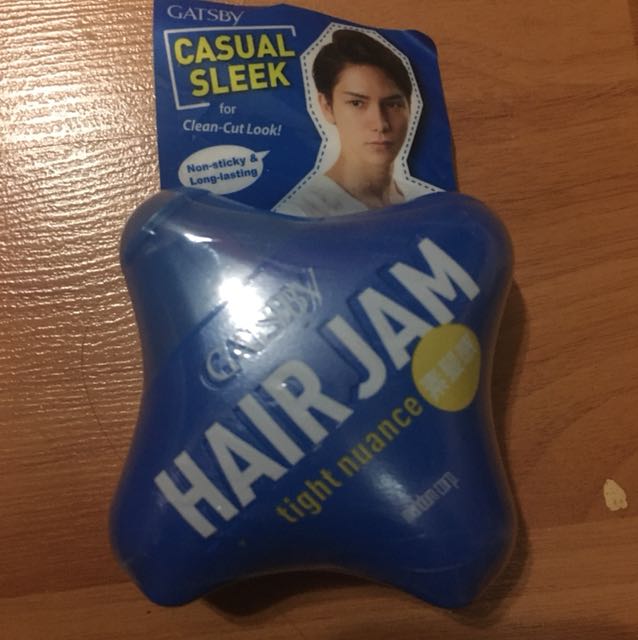 GATSBY
CASUAL
SLEEK
for
Clean-Cut Look!
Non-sticky &
Long-lasting
GATSBY
HAIR JAM
tight nuance